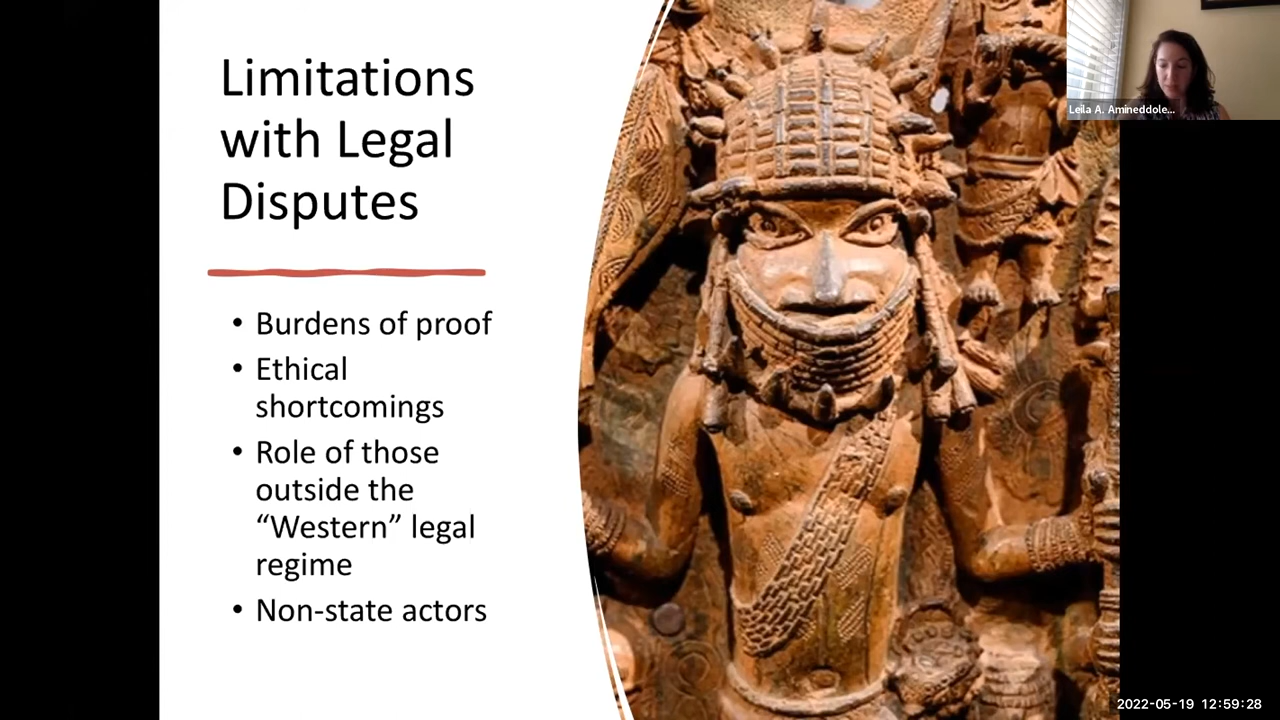 Limitations
with Legal
Disputes
• Burdens of proof
• Ethical
shortcomings
• Role of those
outside the
“Western” legal
regime
• Non-state actors
Leila A. Amineddole...
2022-05-19 12:59:28